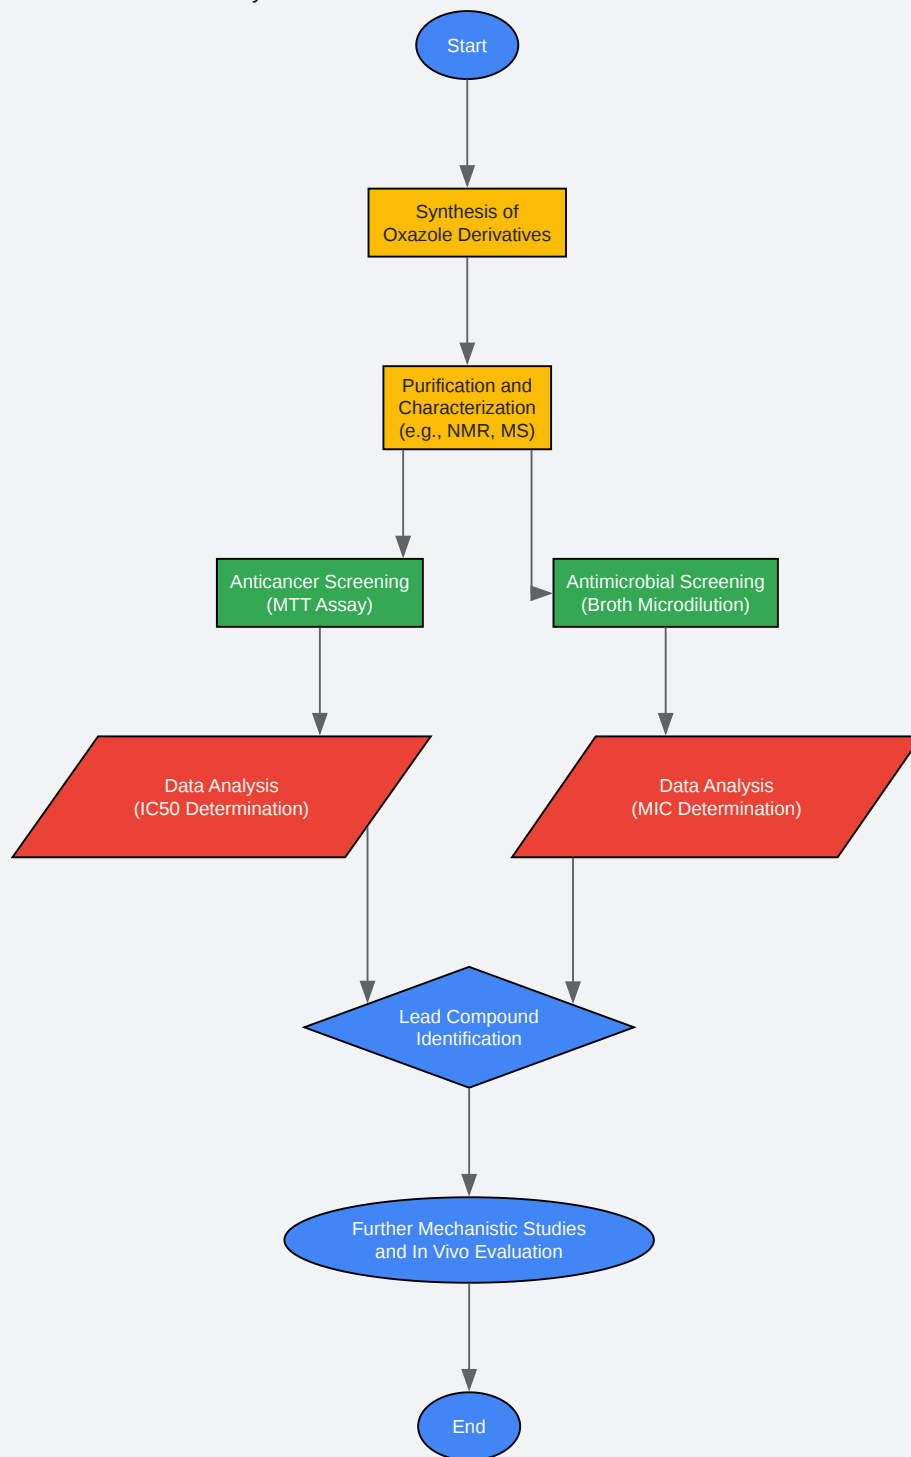 Start
Synthesis of
Oxazole Derivatives
Purification and
Characterization
(e.g., NMR, MS)
Anticancer Screening
(MTT Assay)
Antimicrobial Screening
(Broth Microdilution)
Data Analysis
(IC50 Determination)
Data Analysis
(MIC Determination)
Lead Compound
Identification
Further Mechanistic Studies
and In Vivo Evaluation
End